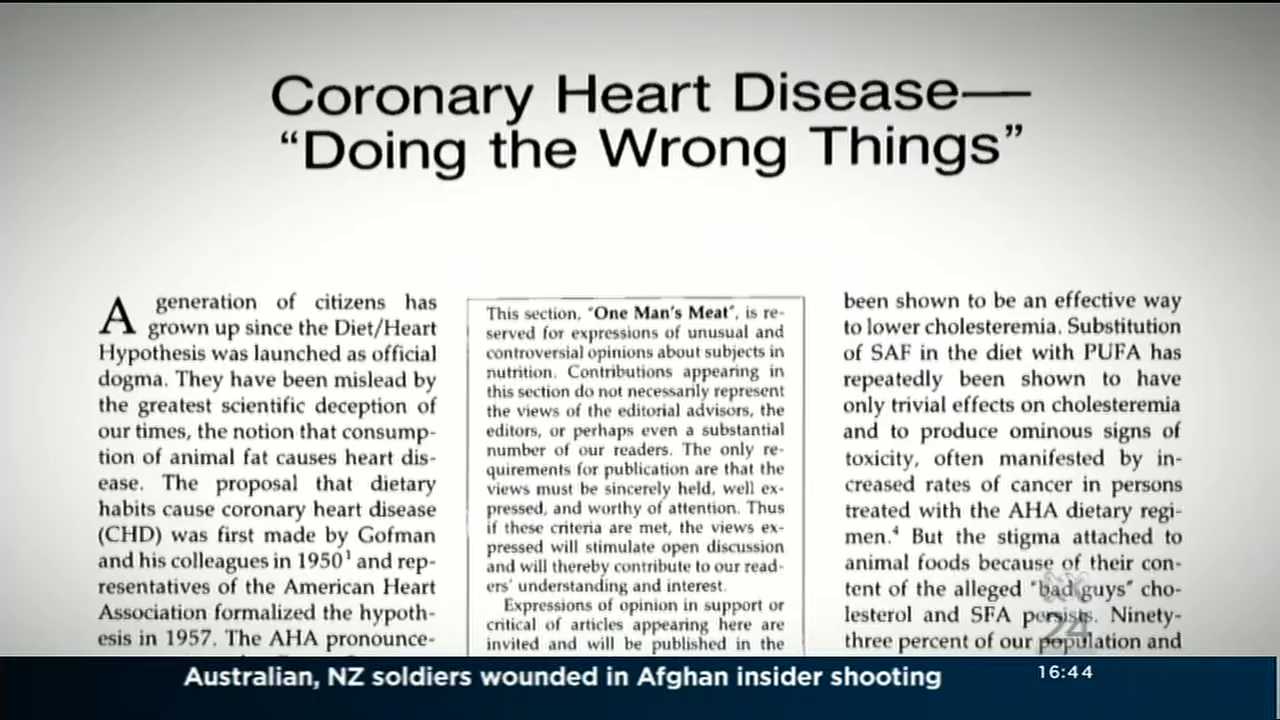 Coronary Heart Disease—
“Doing the Wrong Things”
A generation of citizens has
grown up since the Diet/Heart
Hypothesis was launched as official
dogma. They have been mislead by
the greatest scientific deception of
our times, the notion that consump-
tion of animal fat causes heart dis-
ease. The proposal that dietary
habits cause coronary heart disease
(CHD) was first made by Gofman
and his colleagues in 1950¹ and rep-
resentatives of the American Heart
Association formalized the hypoth-
esis in 1957. The AHA pronounce-
This section, "One Man's Meat", is re-
served for expressions of unusual and
controversial opinions about subjects in
nutrition. Contributions appearing in
this section do not necessarily represent
the views of the editorial advisors, the
editors, or perhaps even a substantial
number of our readers. The only re-
quirements for publication are that the
views must be sincerely held, well ex-
pressed, and worthy of attention. Thus
if these criteria are met, the views ex-
pressed will stimulate open discussion
and will thereby contribute to our read-
ers' understanding and interest.
Expressions of opinion in support or
critical of articles appearing here are
invited and will be published in the
been shown to be an effective way
to lower cholesteremia. Substitution
of SAF in the diet with PUFA has
repeatedly been shown to have
only trivial effects on cholesteremia
and to produce ominous signs of
toxicity, often manifested by in-
creased rates of cancer in persons
treated with the AHA dietary regi-
men.⁴ But the stigma attached to
animal foods because of their con-
tent of the alleged "bad guys" cho-
lesterol and SFA persists. Ninety-
three percent of our population and
24
Australian, NZ soldiers wounded in Afghan insider shooting
16:44